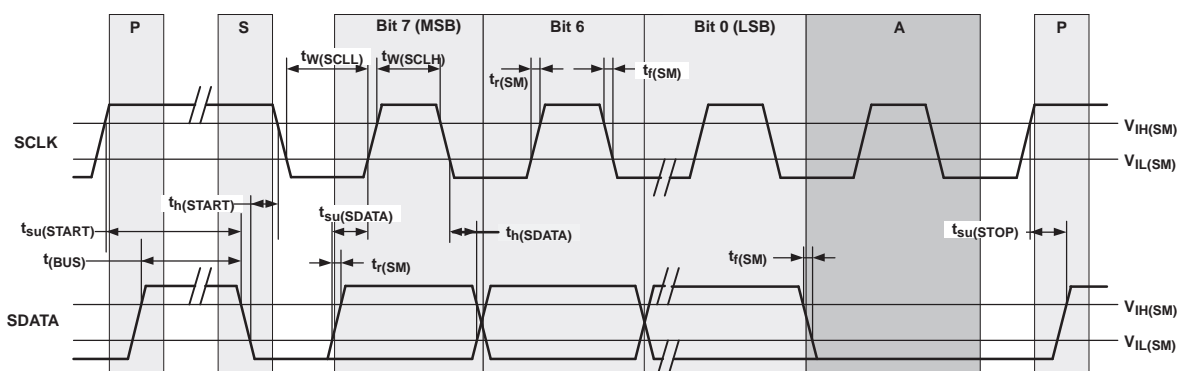 P S Bit 7 (MSB) Bit 6 Bit 0 (LSB) A P
tW(SCLL) tW(SCLH)
tr(SM) tf(SM)
SCLK
VIH(SM)
VIL(SM)
th(START)
tsu(START)
t(BUS)
tsu(SDATA)
th(SDATA)
tr(SM)
tf(SM)
tsu(STOP)
SDATA
VIH(SM)
VIL(SM)